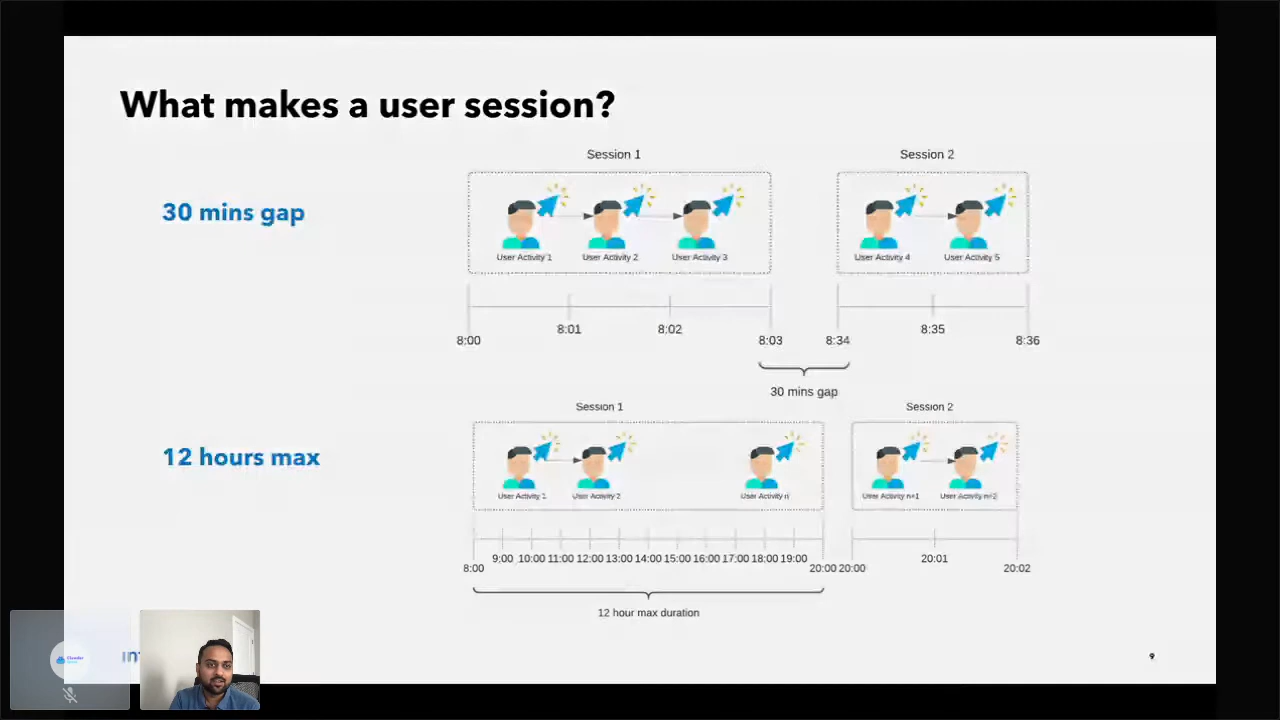 What makes a user session?
Session 1
Session 2
30 mins gap
User Activity 1
User Activity 2
User Activity 3
User Activity 4
User Activity 5
8:00
8:01
8:02
8:03
8:34
8:35
8:36
30 mins gap
Session 1
Session 2
12 hours max
User Activity 1
User Activity 2
User Activity n
User Activity n+1
User Activity n+2
8:00
9:00
10:00
11:00
12:00
13:00
14:00
15:00
16:00
17:00
18:00
19:00
20:00
20:00
20:01
20:02
12 hour max duration
9